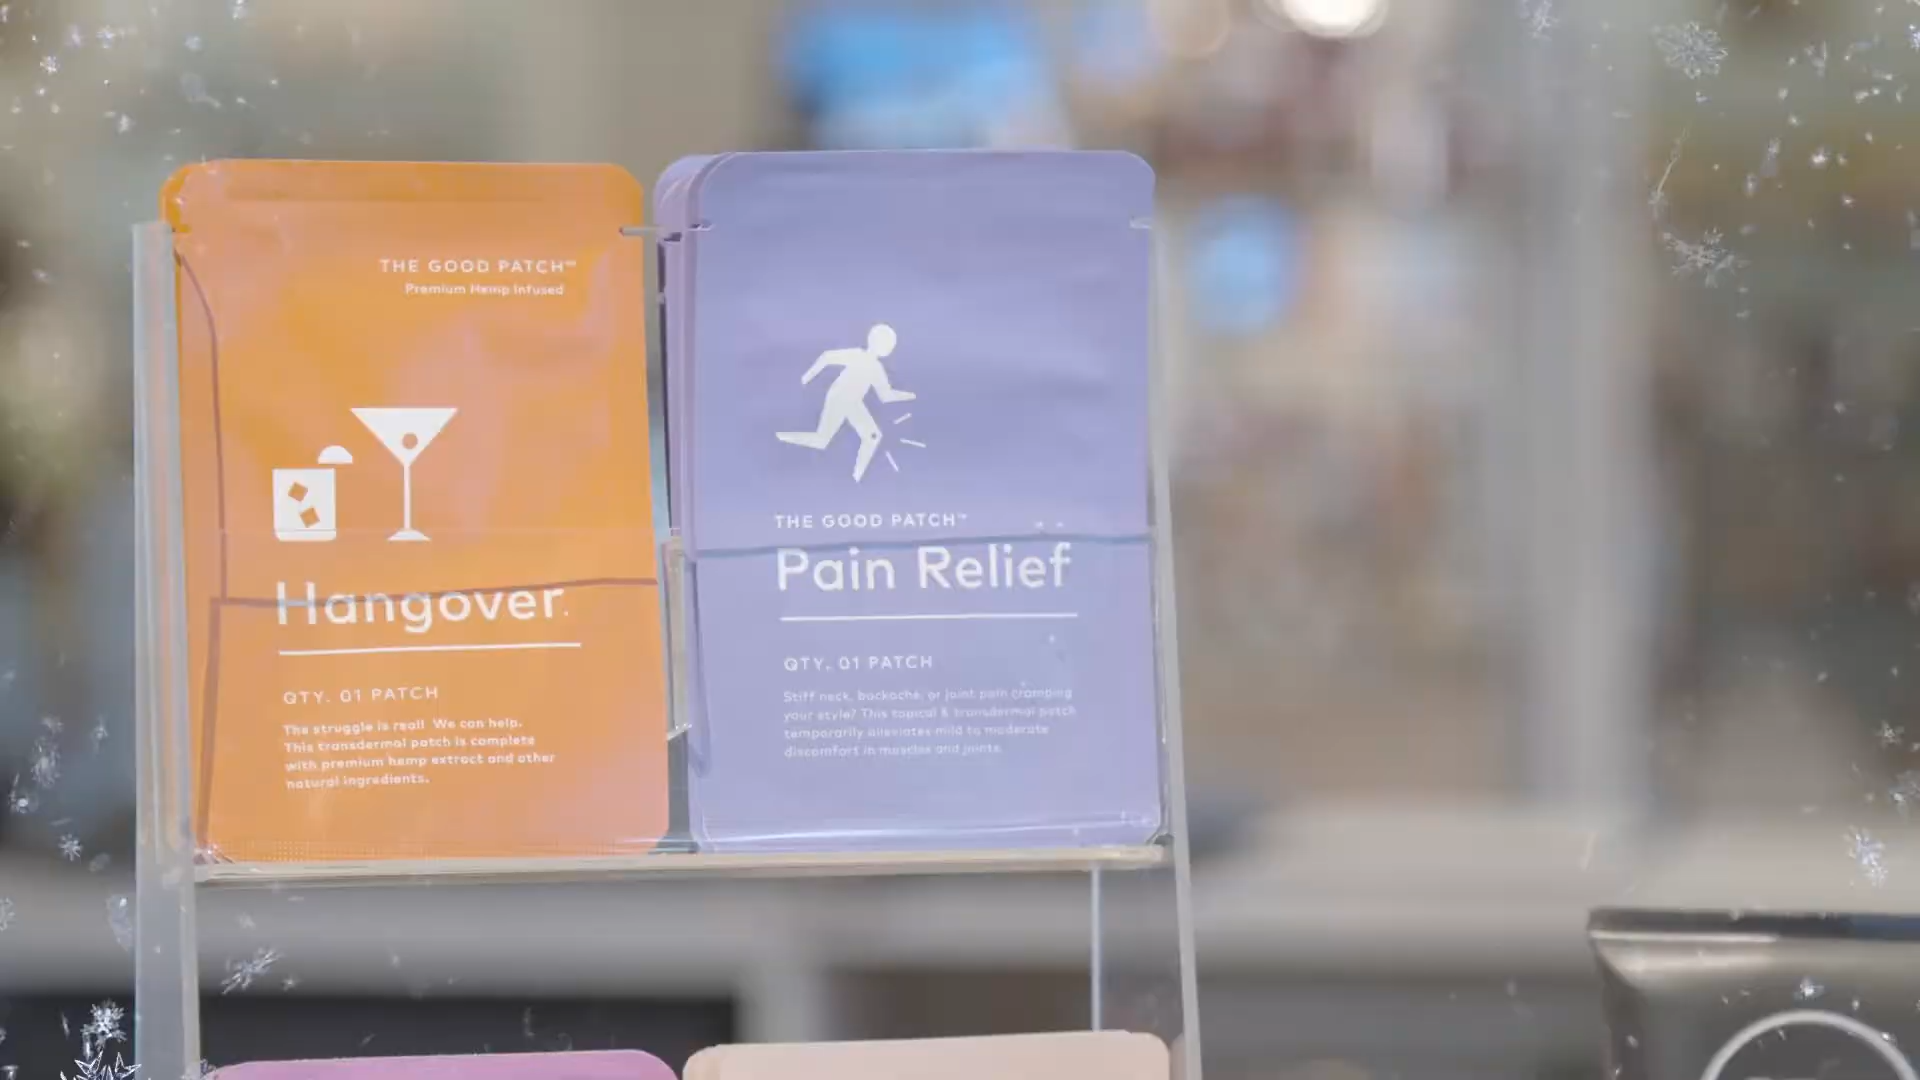 THE GOOD PATCH℠
Premium Hemp Infused
Hangover.
QTY. 01 PATCH
The struggle is real! We can help.
This transdermal patch is complete
with premium hemp extract and other
natural ingredients.
THE GOOD PATCH™
Pain Relief
QTY. 01 PATCH
Stiff neck, backache, or joint pain cramping
your style? This topical & transdermal patch
temporarily alleviates mild to moderate
discomfort in muscles and joints.